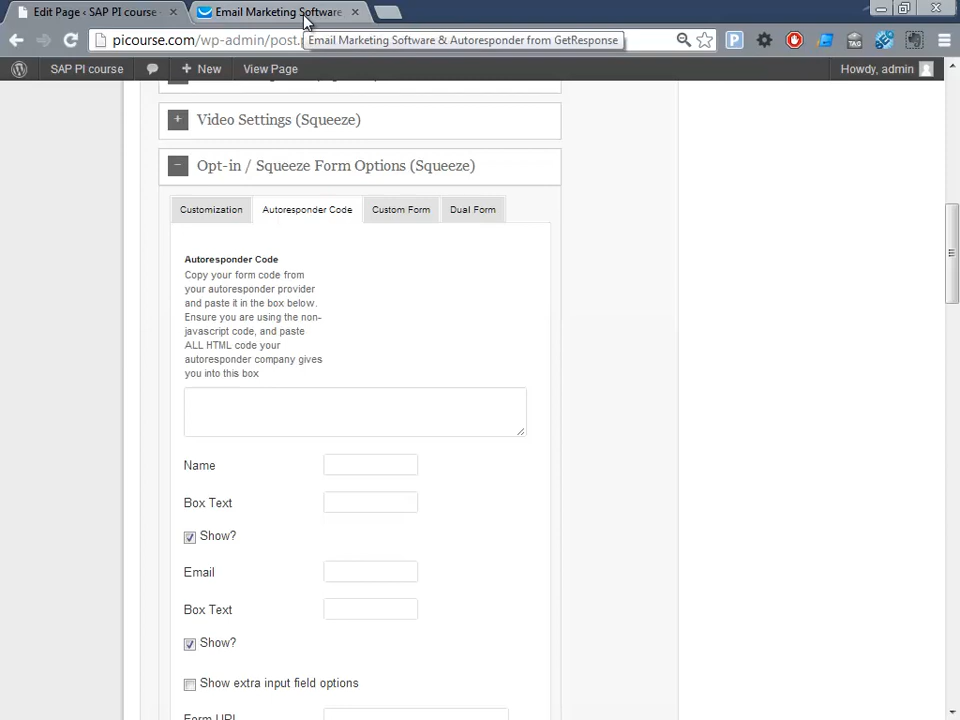 Edit Page ‹ SAP PI course
Email Marketing Software
picourse.com/wp-admin/post.
Email Marketing Software & Autoresponder from GetResponse
P
TAG
SAP PI course
+ New
View Page
Howdy, admin
+ Video Settings (Squeeze)
− Opt-in / Squeeze Form Options (Squeeze)
Customization
Autoresponder Code
Custom Form
Dual Form
Autoresponder Code
Copy your form code from
your autoresponder provider
and paste it in the box below.
Ensure you are using the non-
javascript code, and paste
ALL HTML code your
autoresponder company gives
you into this box
Name
Box Text
Show?
Email
Box Text
Show?
Show extra input field options
Form URL